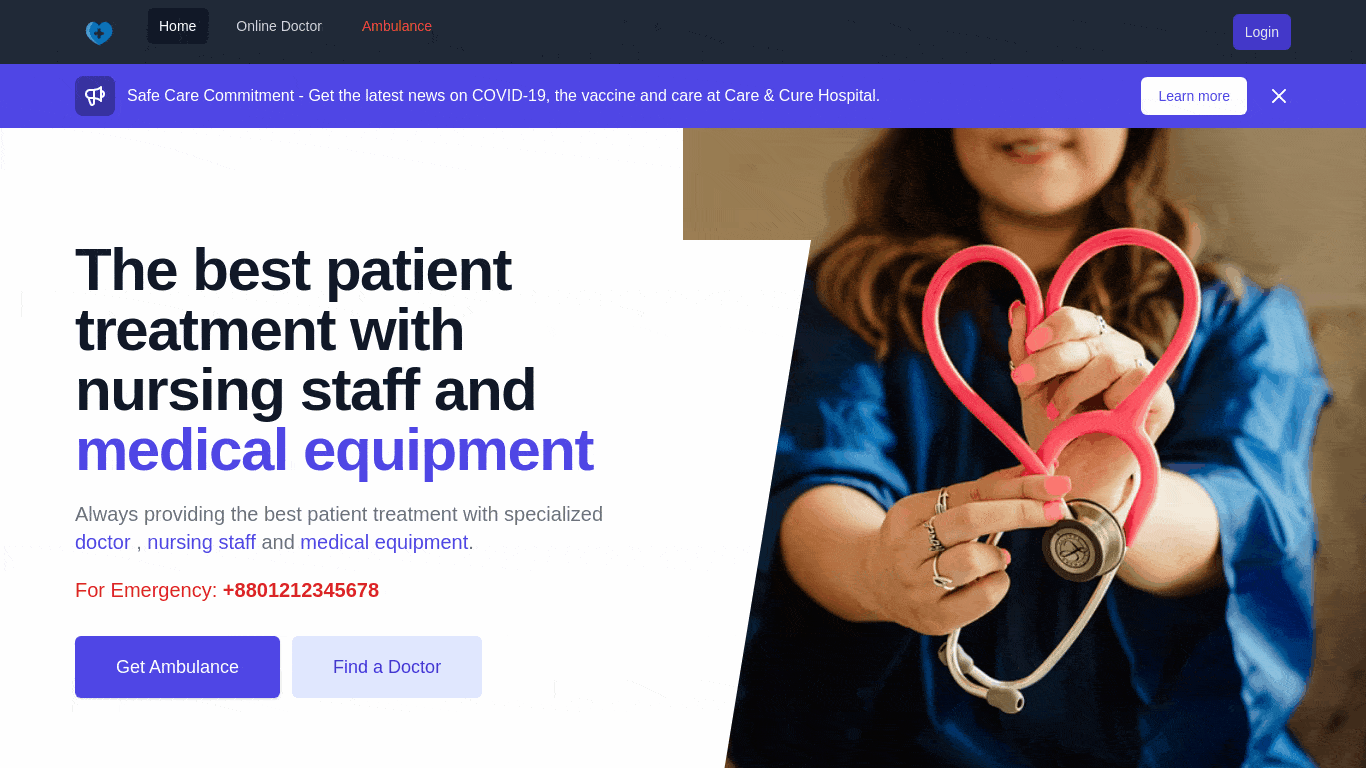 Home
Online Doctor
Ambulance
Login
Safe Care Commitment - Get the latest news on COVID-19, the vaccine and care at Care & Cure Hospital.
Learn more
The best patient
treatment with
nursing staff and
medical equipment
Always providing the best patient treatment with specialized
doctor , nursing staff and medical equipment.
For Emergency: +8801212345678
Get Ambulance
Find a Doctor